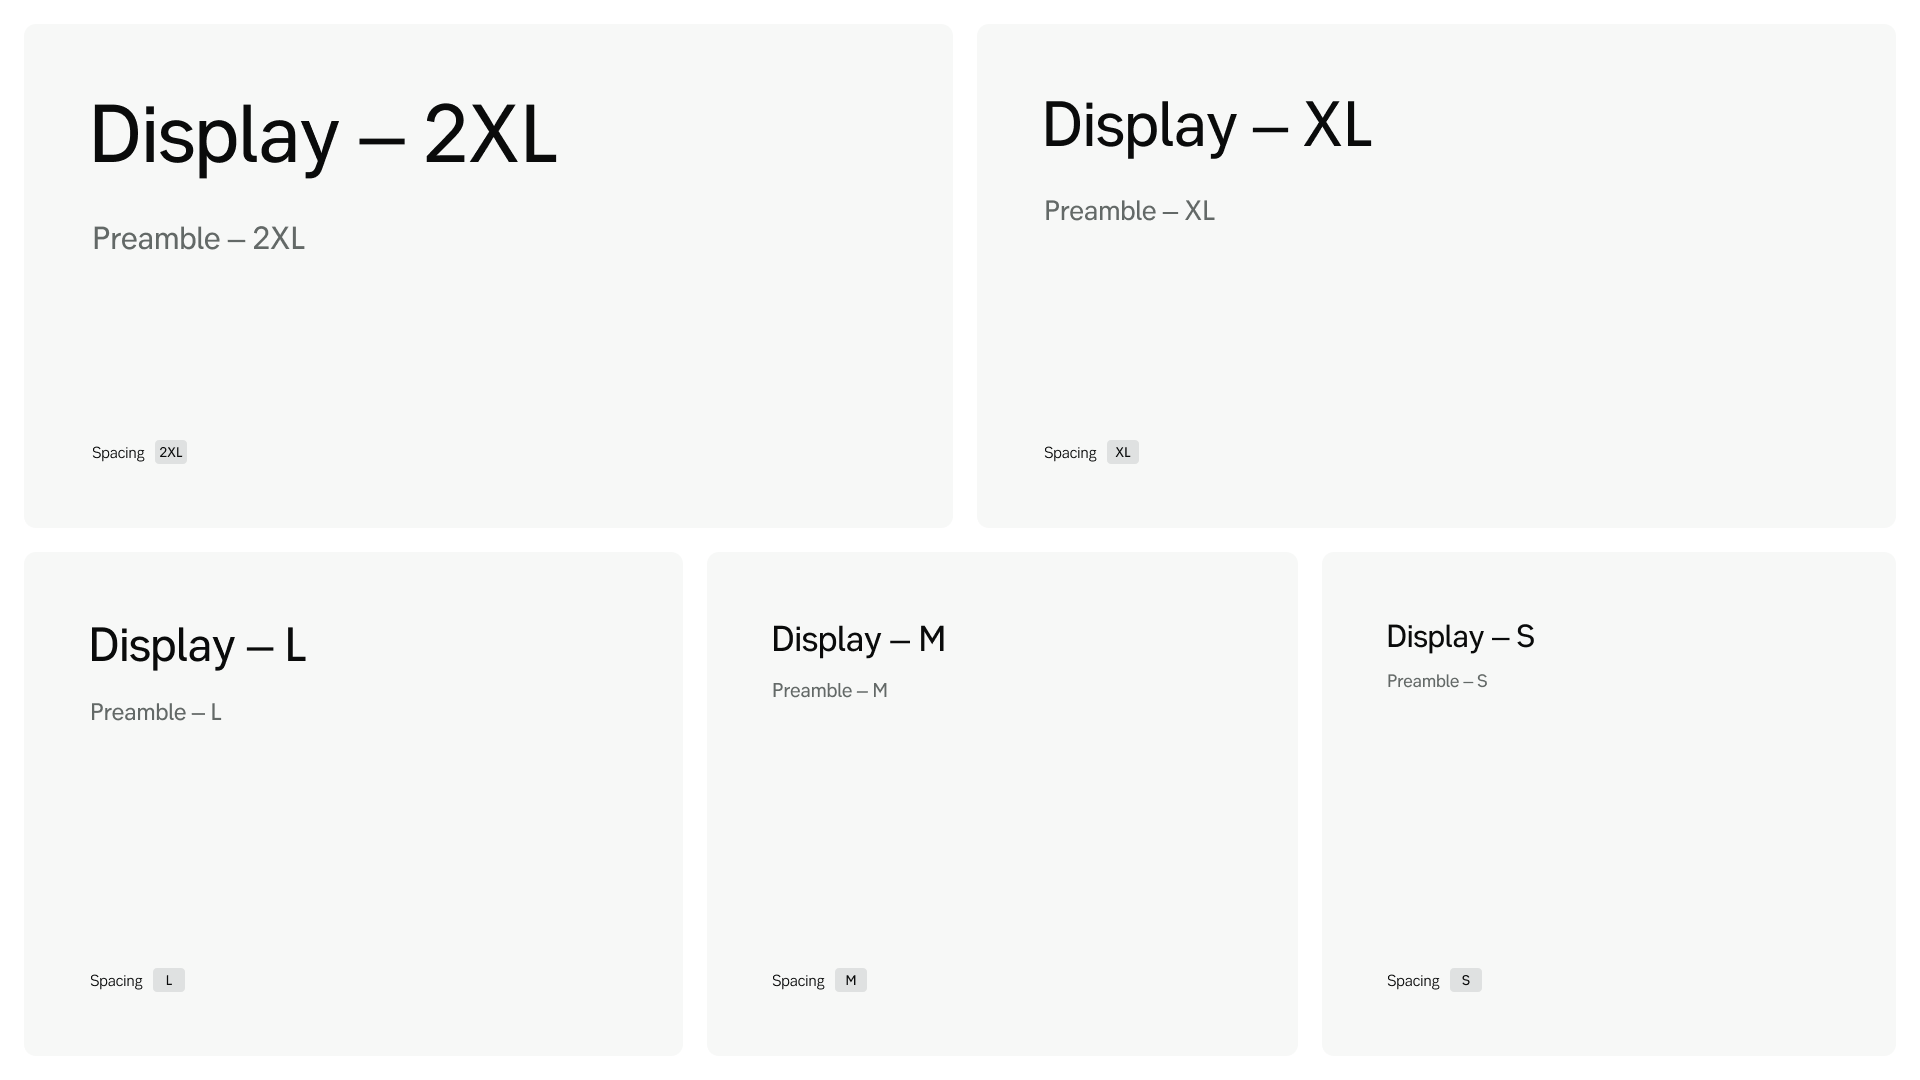 Display – 2XL
Preamble – 2XL
Spacing 2XL
Display – XL
Preamble – XL
Spacing XL
Display – L
Preamble – L
Spacing L
Display – M
Preamble – M
Spacing M
Display – S
Preamble – S
Spacing S